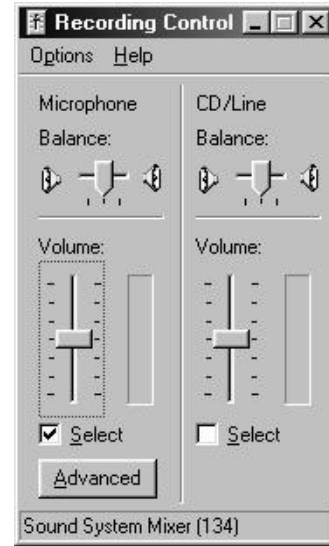 Recording Control
Options Help
Microphone
Balance:
Volume:
Select
Advanced
CD/Line
Balance:
Volume:
Select
Sound System Mixer (134)